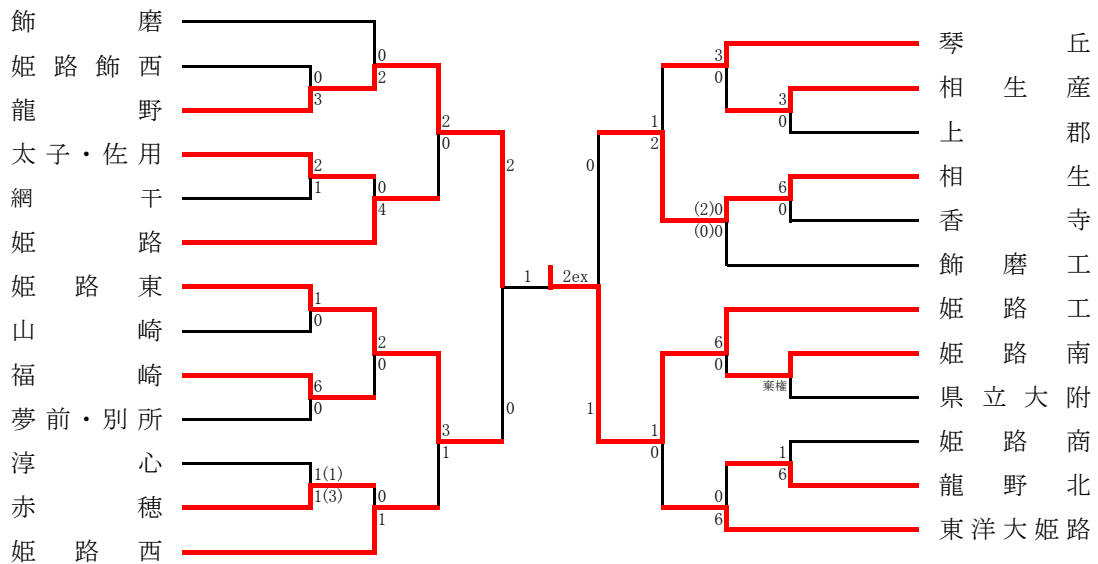 飾磨
0
姫路飾西
0
2
龍野
3
2
0
太子・佐用
2
網干
1
0
4
姫路
2
姫路東
1
山崎
0
2
0
福崎
6
夢前・別所
0
0
3
1
淳心
1(1)
赤穂
1(3)
0
1
姫路西
1
2ex
琴丘
3
0
相生産
3
上郡
0
1
2
0
相生
6
香寺
0
(2)0
(0)0
飾磨工
姫路工
6
0
姫路南
棄権
県立大附
1
1
0
姫路商
1
龍野北
6
0
6
東洋大姫路